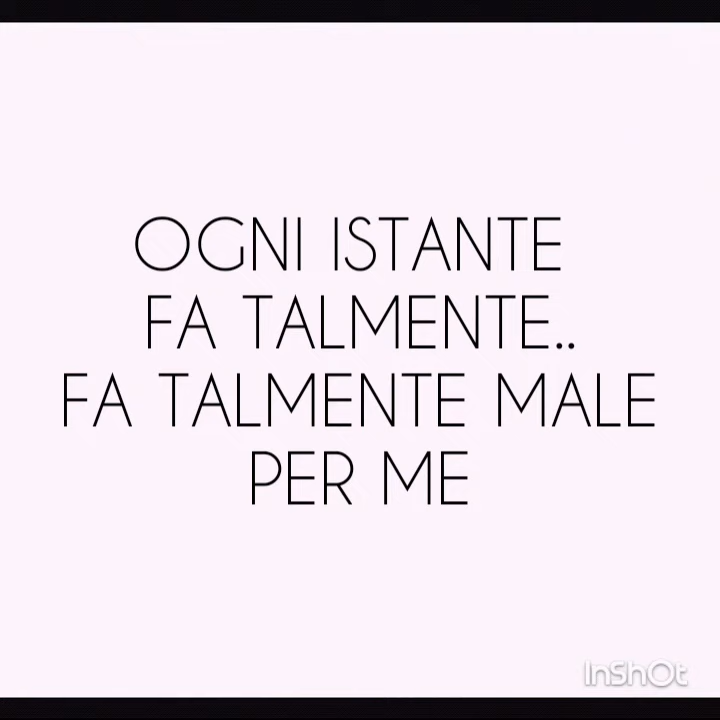 OGNI ISTANTE
FA TALMENTE..
FA TALMENTE MALE
PER ME
InShOt